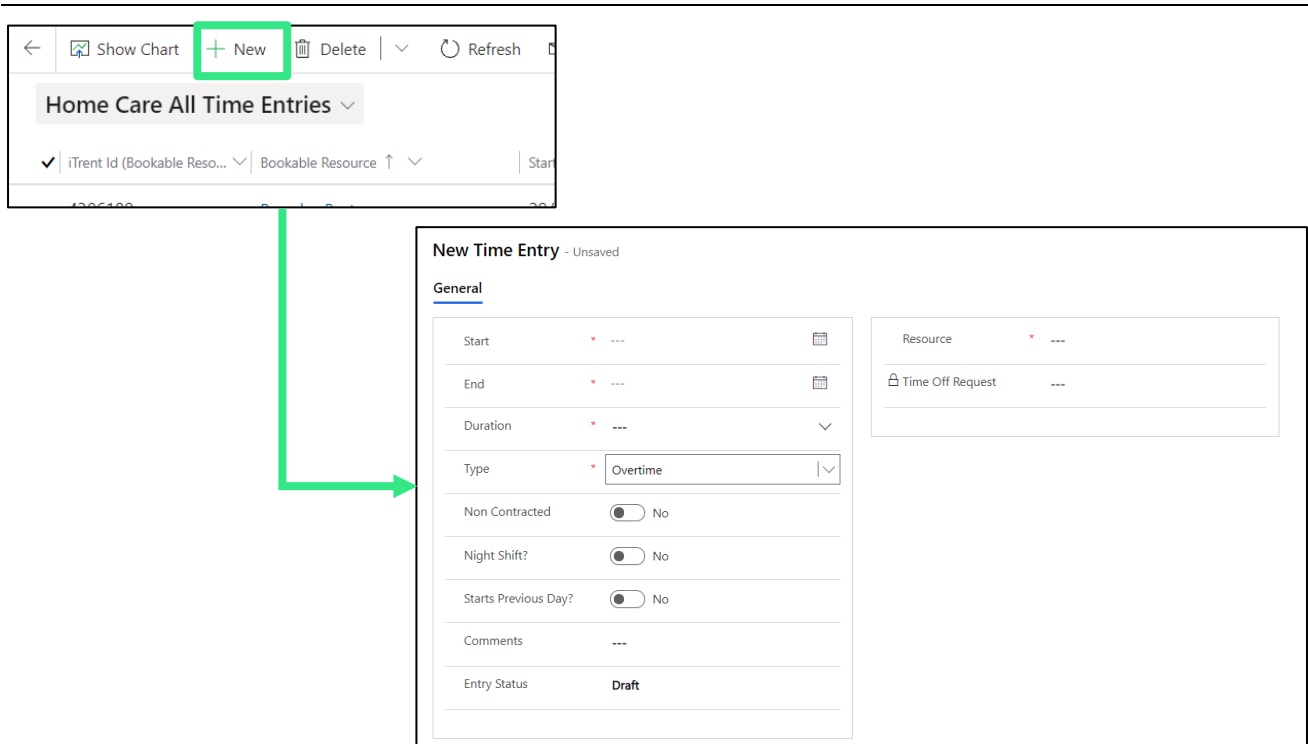 Show Chart New Delete Refresh
Home Care All Time Entries
iTrent Id (Bookable Reso... Bookable Resource ↑ Start
New Time Entry - Unsaved
General
Start * ---
End * ---
Duration * ---
Type * Overtime
Non Contracted No
Night Shift? No
Starts Previous Day? No
Comments ---
Entry Status Draft
Resource * ---
Time Off Request ---